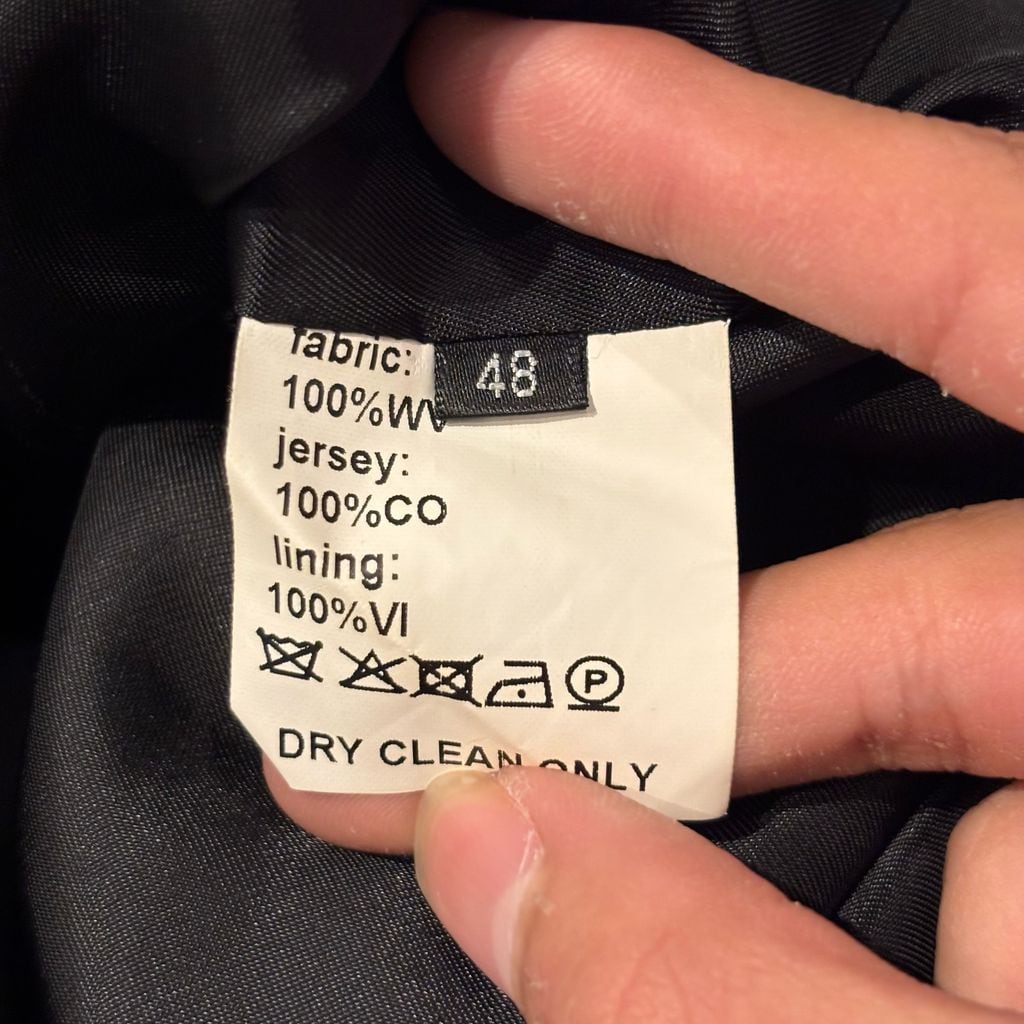 fabric:
48
100%WV
jersey:
100%CO
lining:
100%VI
P
DRY CLEAN ONLY